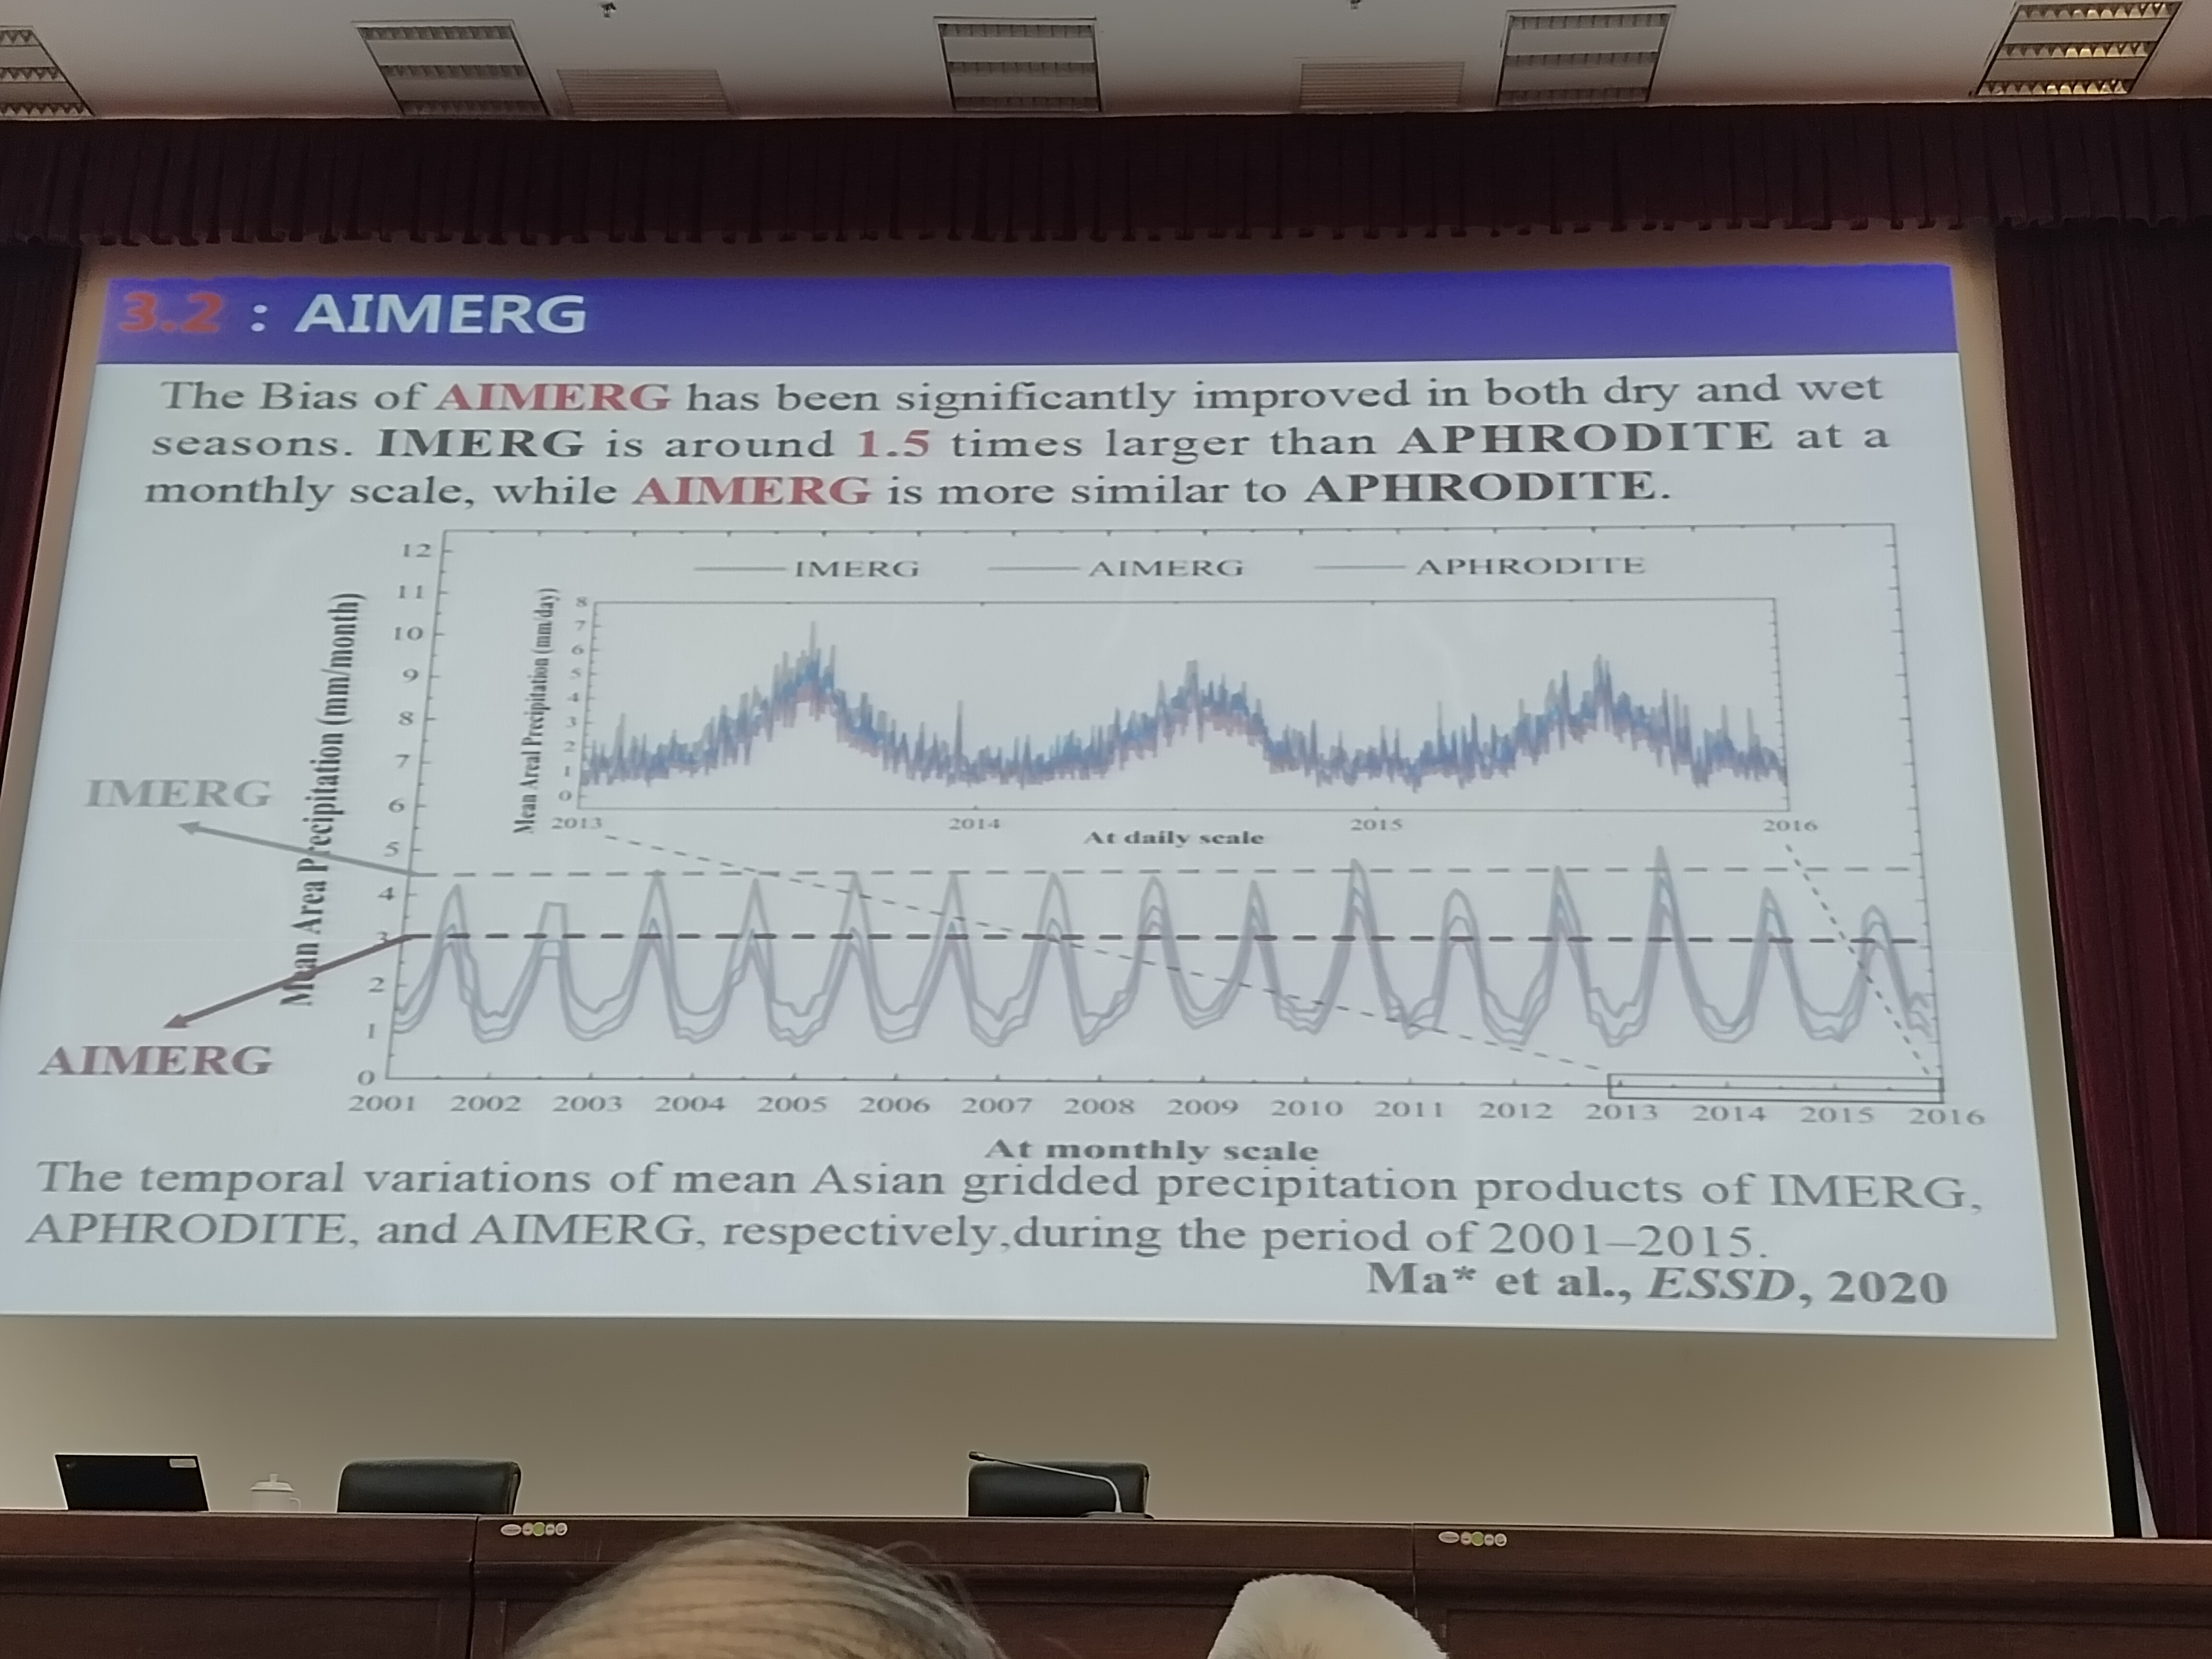 3.2 : AIMERG
The Bias of AIMERG has been significantly improved in both dry and wet
seasons. IMERG is around 1.5 times larger than APHRODITE at a
monthly scale, while AIMERG is more similar to APHRODITE.
IMERG AIMERG APHRODITE
Mean Area Precipitation (mm/month)
12
11
10
9
8
7
6
5
4
3
2
1
0
Mean Areal Precipitation (mm/day)
8
7
6
5
4
3
2
1
0
2013 2014 2015 2016
At daily scale
IMERG
AIMERG
2001 2002 2003 2004 2005 2006 2007 2008 2009 2010 2011 2012 2013 2014 2015 2016
At monthly scale
The temporal variations of mean Asian gridded precipitation products of IMERG,
APHRODITE, and AIMERG, respectively,during the period of 2001–2015.
Ma* et al., ESSD, 2020